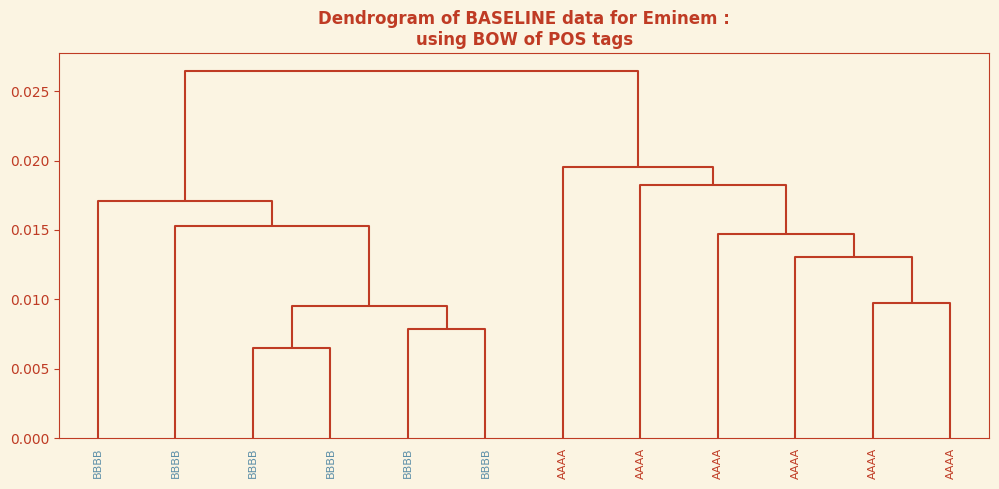 Dendrogram of BASELINE data for Eminem :
using BOW of POS tags
0.025
0.020
0.015
0.010
0.005
0.000
BBBB BBBB BBBB BBBB BBBB BBBB AAAA AAAA AAAA AAAA AAAA AAAA